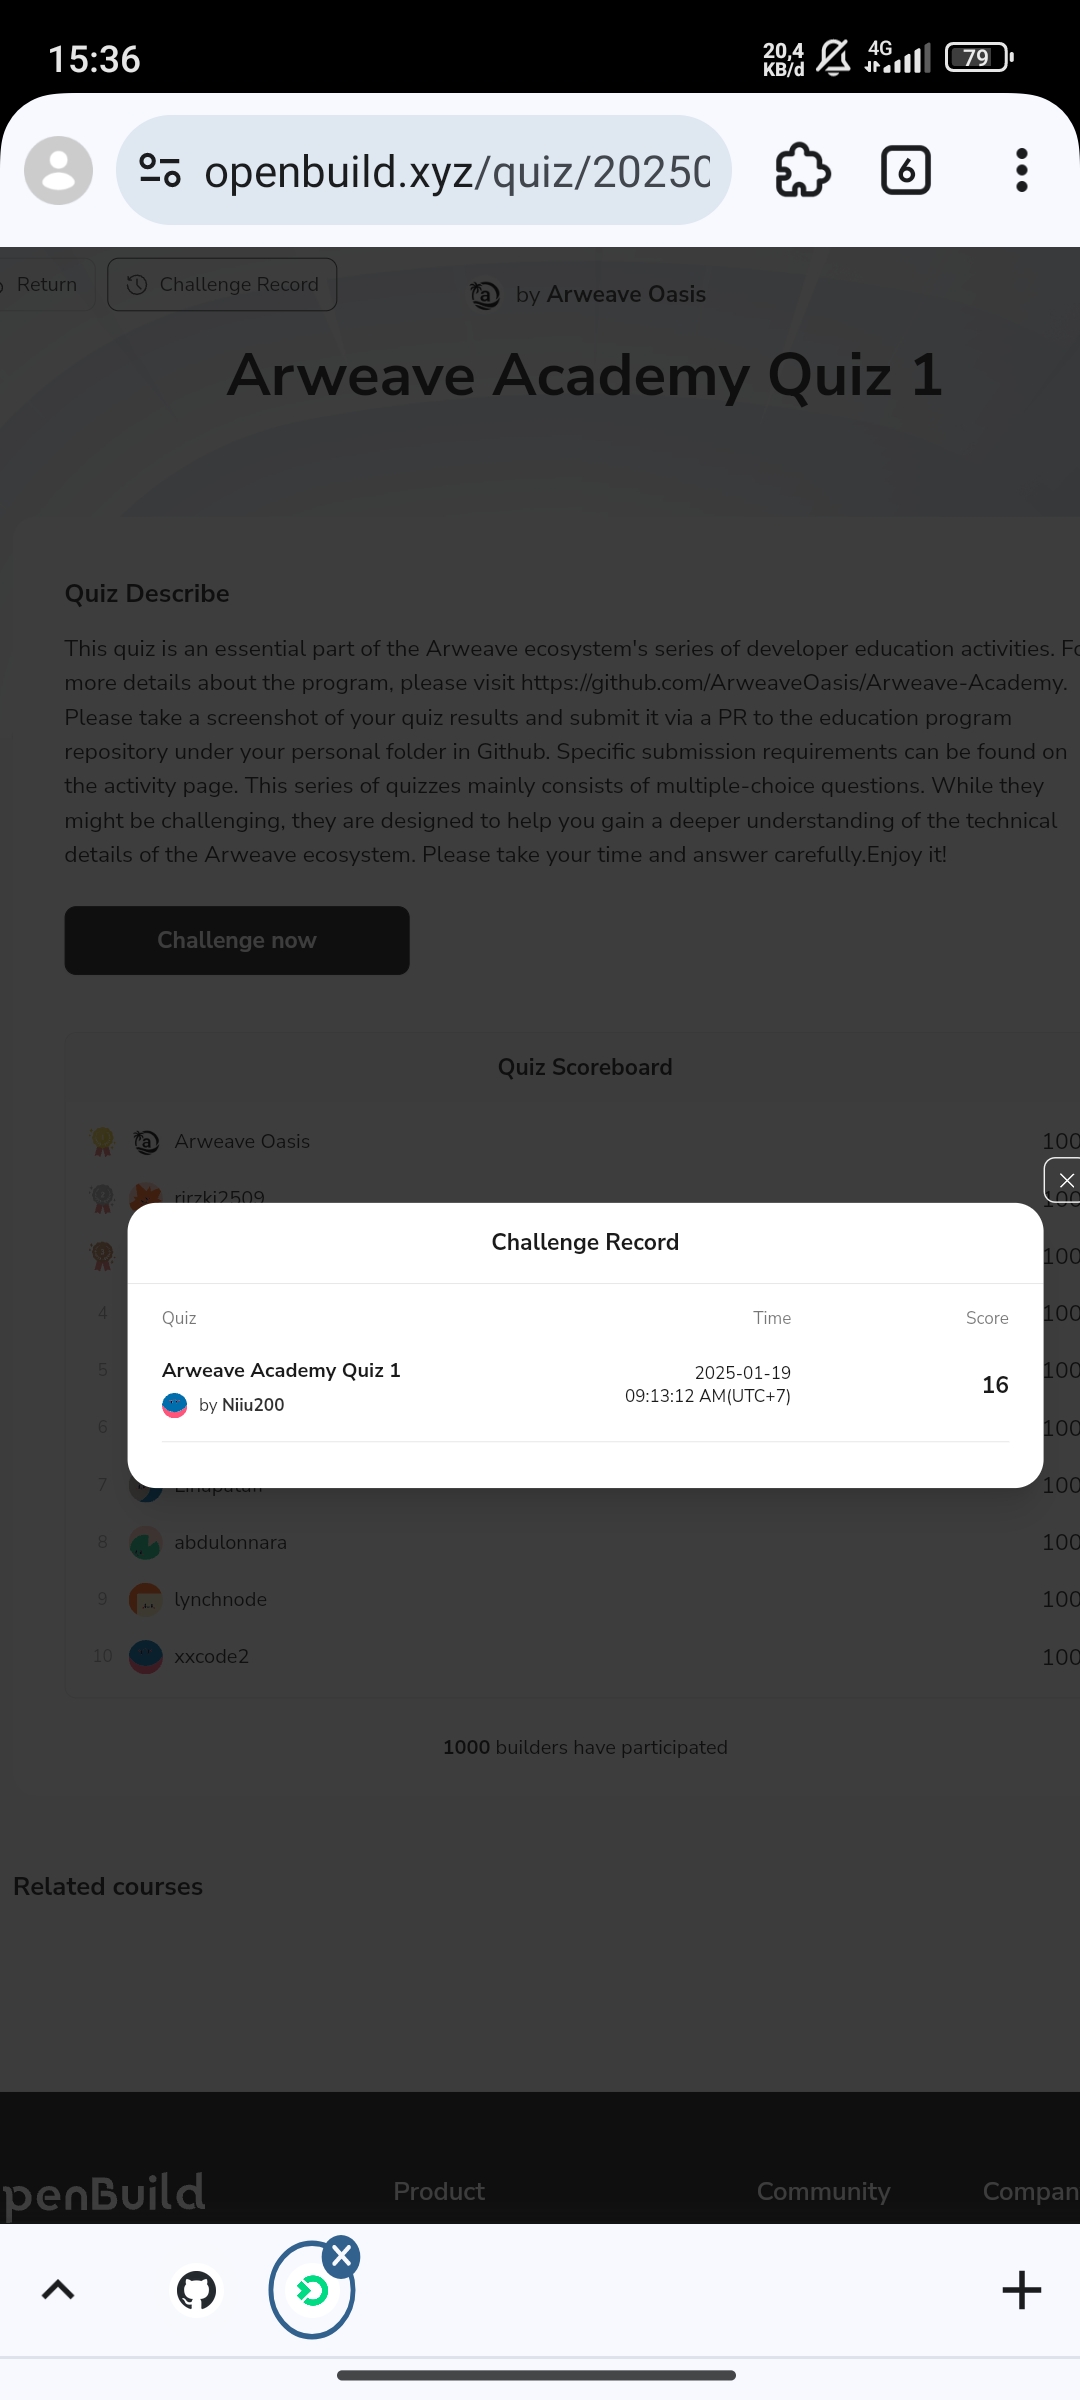 15:36
20,4
KB/d
4G
79
openbuild.xyz/quiz/20250
6
Return
Challenge Record
by Arweave Oasis
Arweave Academy Quiz 1
Quiz Describe
This quiz is an essential part of the Arweave ecosystem's series of developer education activities. Fo
more details about the program, please visit https://github.com/ArweaveOasis/Arweave-Academy.
Please take a screenshot of your quiz results and submit it via a PR to the education program
repository under your personal folder in Github. Specific submission requirements can be found on
the activity page. This series of quizzes mainly consists of multiple-choice questions. While they
might be challenging, they are designed to help you gain a deeper understanding of the technical
details of the Arweave ecosystem. Please take your time and answer carefully.Enjoy it!
Challenge now
Quiz Scoreboard
Arweave Oasis 100
rirzki2509 100
100
4 100
5 100
6 100
7 100
8 abdulonnara 100
9 lynchnode 100
10 xxcode2 100
Challenge Record
Quiz Time Score
Arweave Academy Quiz 1
by Niiu200
2025-01-19
09:13:12 AM(UTC+7)
16
1000 builders have participated
Related courses
penBuild
Product
Community
Compan